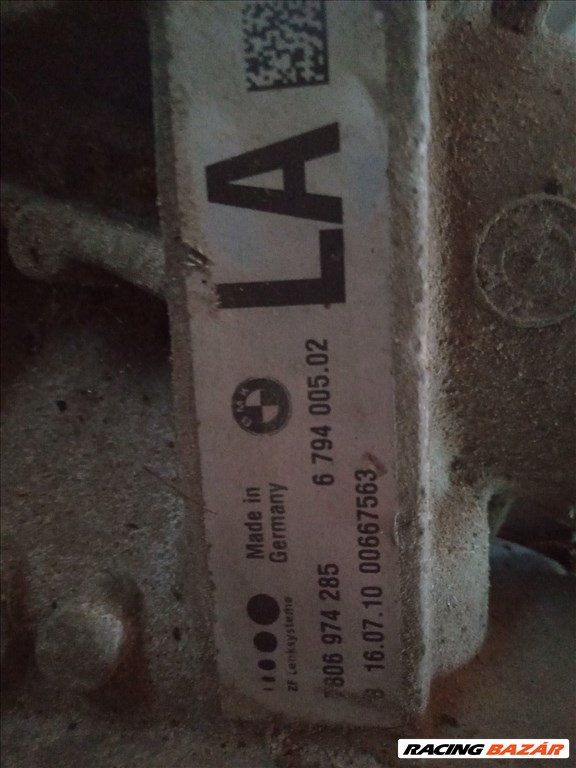 LA
BMW
6 794 005.02
Made in
Germany
ZF Lenksysteme
7806 974 285
16.07.10 00667563
RACING BAZÁR